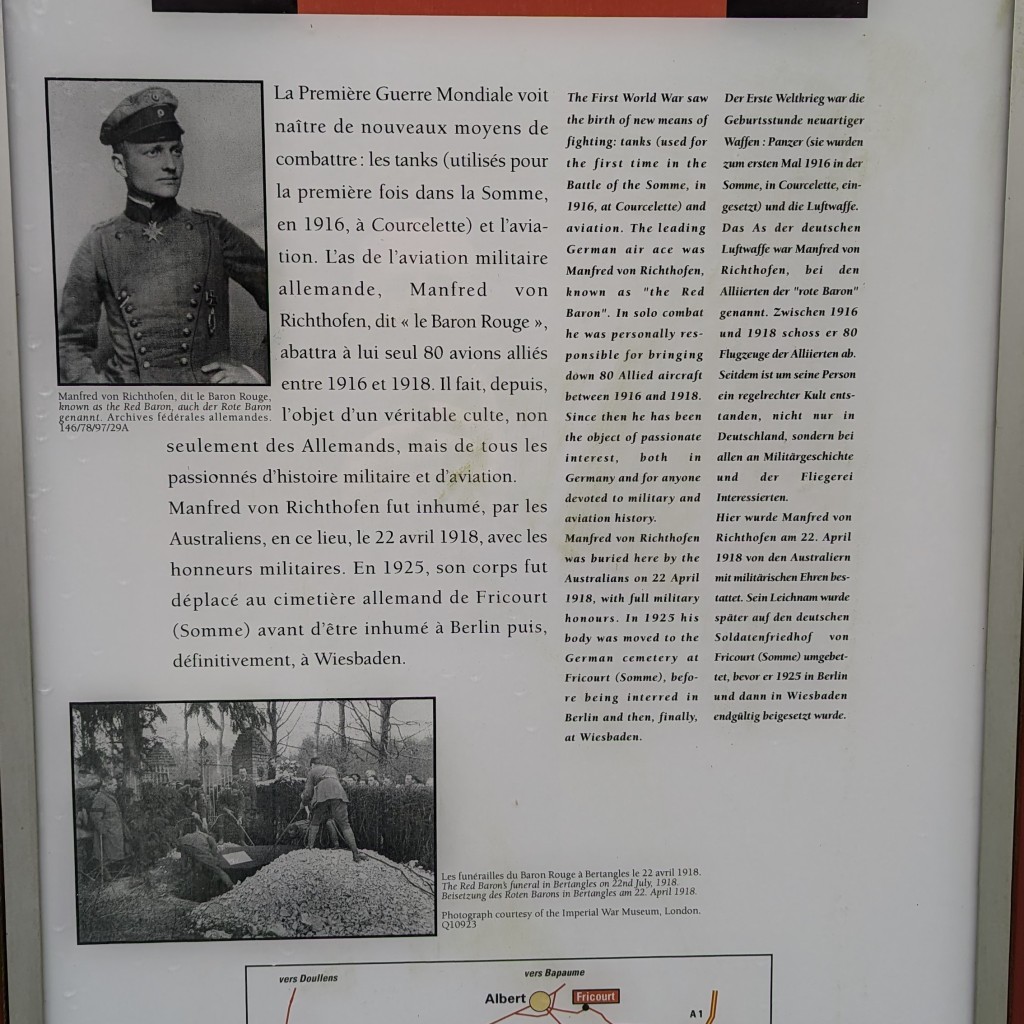 La Première Guerre Mondiale voit
naître de nouveaux moyens de
combattre : les tanks (utilisés pour
la première fois dans la Somme,
en 1916, à Courcelette) et l'avia-
tion. L'as de l'aviation militaire
allemande, Manfred von
Richthofen, dit « le Baron Rouge »,
abattra à lui seul 80 avions alliés
entre 1916 et 1918. Il fait, depuis,
l'objet d'un véritable culte, non
seulement des Allemands, mais de tous les
passionnés d'histoire militaire et d'aviation.
Manfred von Richthofen fut inhumé, par les
Australiens, en ce lieu, le 22 avril 1918, avec les
honneurs militaires. En 1925, son corps fut
déplacé au cimetière allemand de Fricourt
(Somme) avant d'être inhumé à Berlin puis,
définitivement, à Wiesbaden.
Manfred von Richthofen, dit le Baron Rouge,
known as the Red Baron, auch der Rote Baron
genannt. Archives fédérales allemandes.
146/78/97/29A
The First World War saw
the birth of new means of
fighting: tanks (used for
the first time in the
Battle of the Somme, in
1916, at Courcelette) and
aviation. The leading
German air ace was
Manfred von Richthofen,
known as "the Red
Baron". In solo combat
he was personally res-
ponsible for bringing
down 80 Allied aircraft
between 1916 and 1918.
Since then he has been
the object of passionate
interest, both in
Germany and for anyone
devoted to military and
aviation history.
Manfred von Richthofen
was buried here by the
Australians on 22 April
1918, with full military
honours. In 1925 his
body was moved to the
German cemetery at
Fricourt (Somme), befo-
re being interred in
Berlin and then, finally,
at Wiesbaden.
Der Erste Weltkrieg war die
Geburtsstunde neuartiger
Waffen : Panzer (sie wurden
zum ersten Mal 1916 in der
Somme, in Courcelette, ein-
gesetzt) und die Luftwaffe.
Das As der deutschen
Luftwaffe war Manfred von
Richthofen, bei den
Alliierten der "rote Baron"
genannt. Zwischen 1916
und 1918 schoss er 80
Flugzeuge der Alliierten ab.
Seitdem ist um seine Person
ein regelrechter Kult ents-
tanden, nicht nur in
Deutschland, sondern bei
allen an Militärgeschichte
und der Fliegerei
Interessierten.
Hier wurde Manfred von
Richthofen am 22. April
1918 von den Australiern
mit militärischen Ehren bes-
tattet. Sein Leichnam wurde
später auf den deutschen
Soldatenfriedhof von
Fricourt (Somme) umgebet-
tet, bevor er 1925 in Berlin
und dann in Wiesbaden
endgültig beigesetzt wurde.
Les funérailles du Baron Rouge à Bertangles le 22 avril 1918.
The Red Baron's funeral in Bertangles on 22nd July, 1918.
Beisetzung des Roten Barons in Bertangles am 22. April 1918.
Photograph courtesy of the Imperial War Museum, London.
Q10923
vers Doullens
vers Bapaume
Albert
Fricourt
A 1